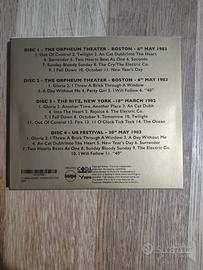 DISC 1 - THE ORPHEUM THEATER - BOSTON - 6TH MAY 1983
1. Out Of Control 2. Twilight 3. An Cat Dubh/Into The Heart
4. Surrender 5. Two Hearts Beat As One 6. Seconds
7. Sunday Bloody Sunday 8. Cry/The Electric Co.
9. I Fall Down 10. October 11. New Year's Day
DISC 2 - THE ORPHEUM THEATER - BOSTON - 6TH MAY 1983
1. Gloria 2. I Threw A Brick Through A Window
3. A Day Without Me 4. Party Girl 5. I Will Follow 6. "40"
DISC 3 - THE RITZ, NEW YORK - 18TH MARCH 1982
1. Gloria 2. Another Time, Another Place 3. An Cat Dubh
4. Into The Heart 5. Rejoice 6. The Electric Co.
7. I Fall Down 8. October 9. Tomorrow 10. Twilight
11. Out Of Control 12. Fire 13. 11 O'Clock Tick Tock 14. The Ocean
DISC 4 - US FESTIVAL - 30TH MAY 1983
1. Gloria 2. I Threw A Brick Through A Window 3. A Day Without Me
4. An Cat Dubh/Into The Heart 5. New Year's Day 6. Surrender
7. Two Hearts Beat As One 8. Sunday Bloody Sunday 9. The Electric Co.
10. I Will Follow 11. "40"